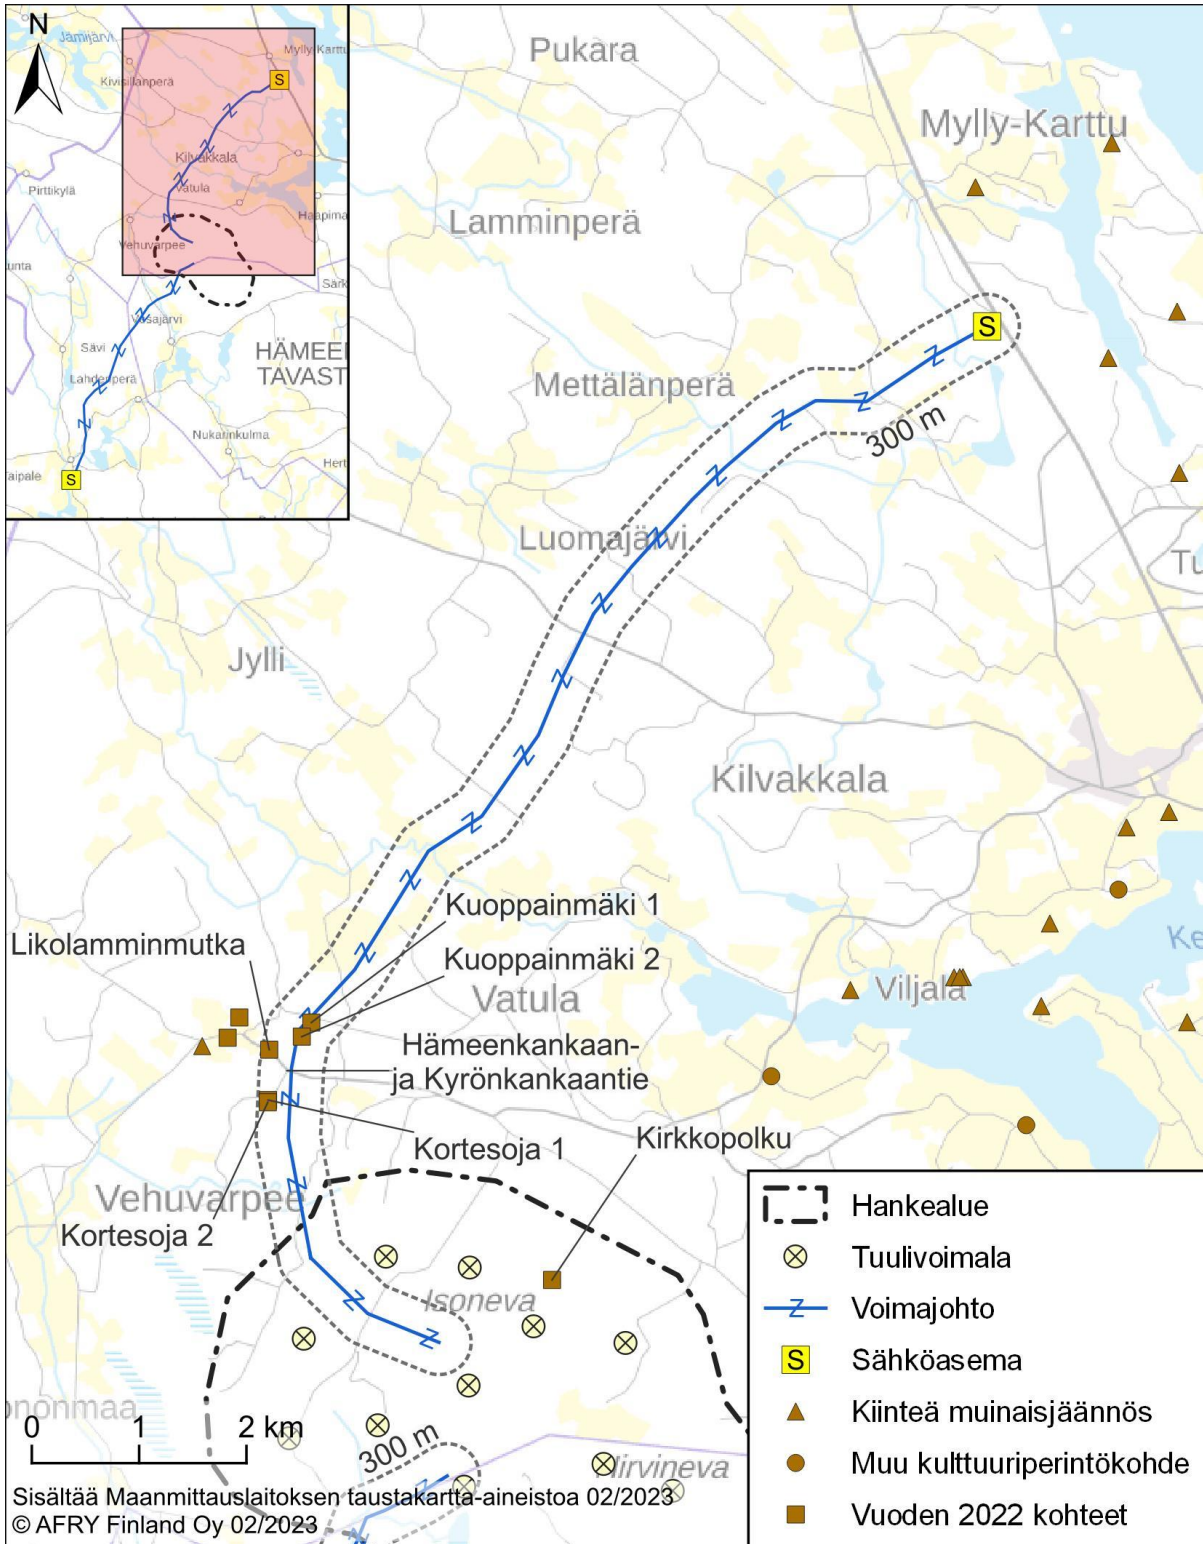 N
Jämijärvi
Mylly-Karttu
Kivisillanperä
S
Kilvakkala
Pirttikylä
Vatula
Haapima
Vehuvarpee
unta
Särk
Vesajärvi
Sävi
HÄMEE
TAVAST
Lahdenperä
Nukarinkulma
Hert
aipale
S
Pukara
Mylly-Karttu
Lamminperä
S
Mettälänperä
300 m
Luomajärvi
Tu
Jylli
Kilvakkala
Kuoppainmäki 1
Likolamminmutka
Kuoppainmäki 2
Ke
Vatula
Viljala
Hämeenkankaan-
ja Kyrönkankaantie
Kirkkopolku
Kortesoja 1
Vehuvarpee
Kortesoja 2
Isoneva
nonmaa
0 1 2 km
300 m
Hirvineva
Sisältää Maanmittauslaitoksen taustakartta-aineistoa 02/2023
© AFRY Finland Oy 02/2023
Hankealue
Tuulivoimala
Voimajohto
S Sähköasema
Kiinteä muinaisjäännös
Muu kulttuuriperintökohde
Vuoden 2022 kohteet